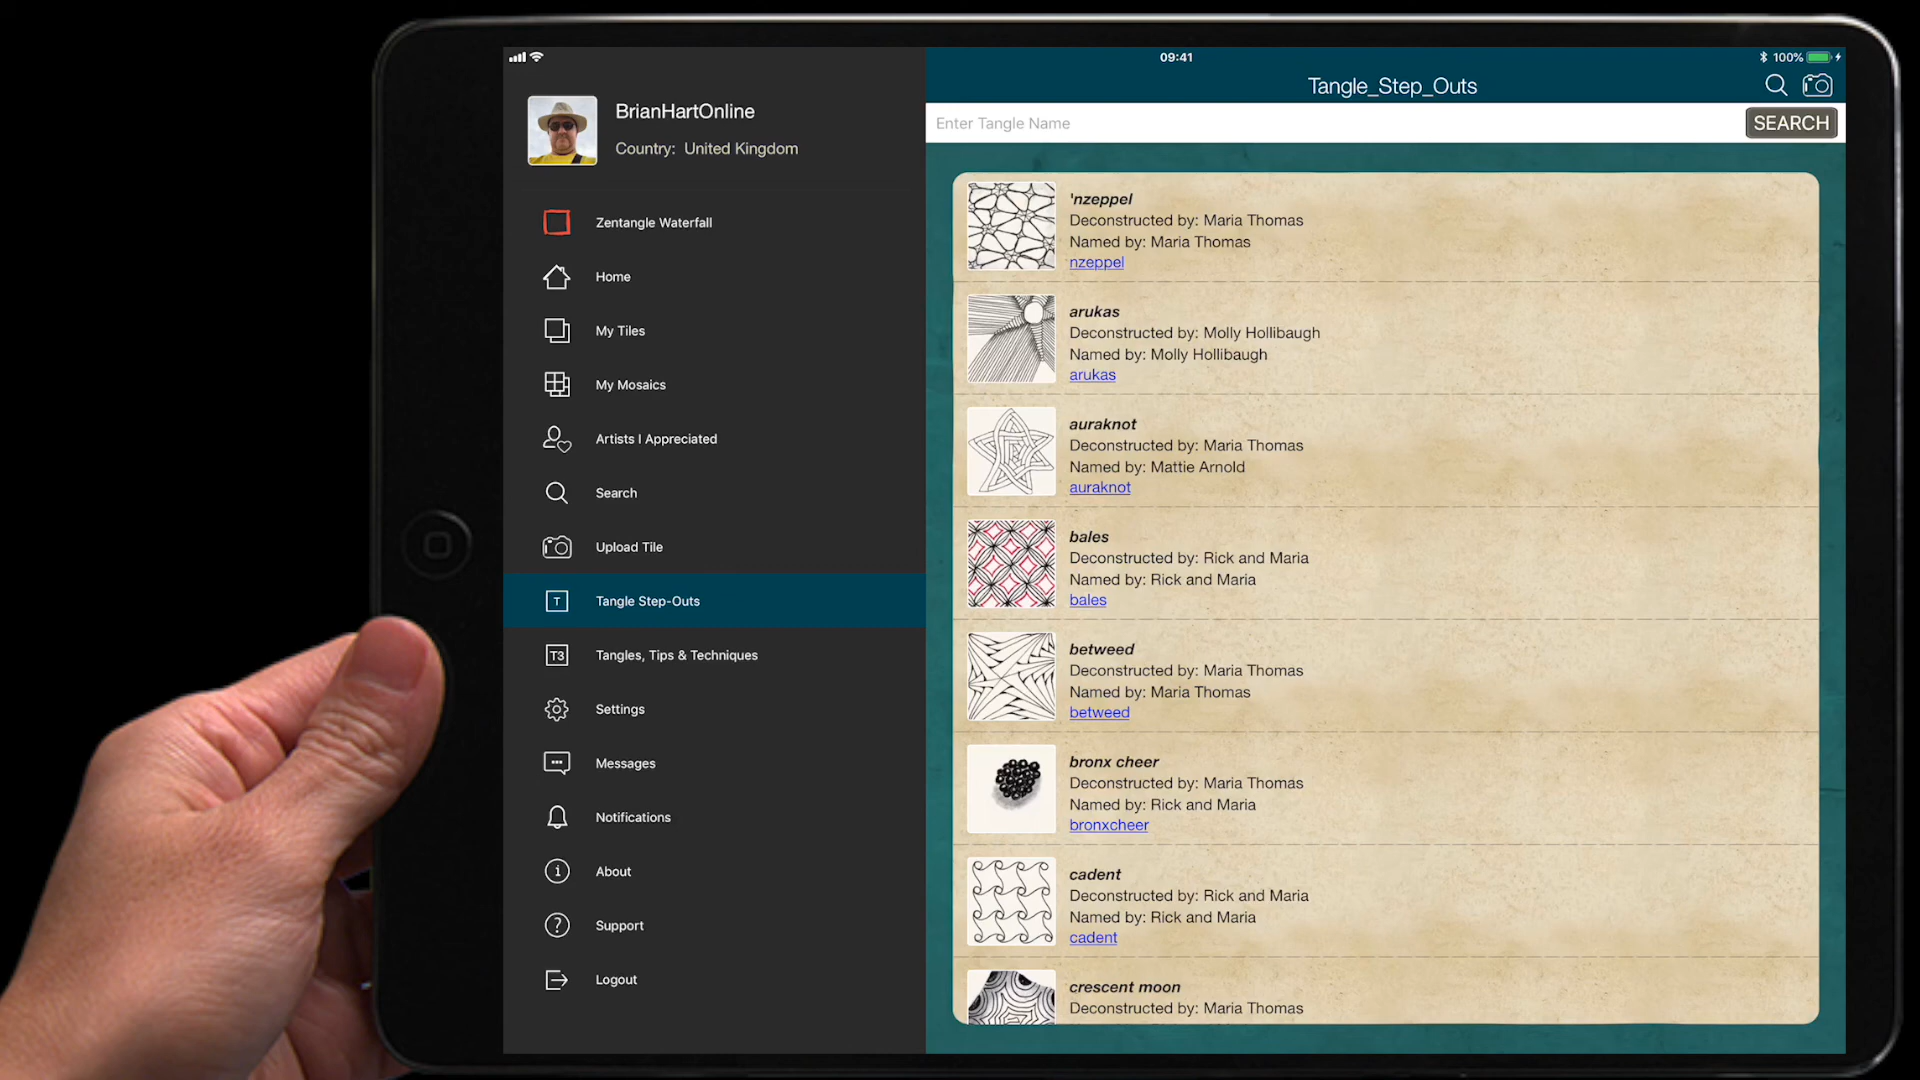 09:41
100%
BrianHartOnline
Country: United Kingdom
Zentangle Waterfall
Home
My Tiles
My Mosaics
Artists I Appreciated
Search
Upload Tile
T
Tangle Step-Outs
T3
Tangles, Tips & Techniques
Settings
Messages
Notifications
About
Support
Logout
Tangle_Step_Outs
Enter Tangle Name
SEARCH
'nzeppel
Deconstructed by: Maria Thomas
Named by: Maria Thomas
nzeppel
arukas
Deconstructed by: Molly Hollibaugh
Named by: Molly Hollibaugh
arukas
auraknot
Deconstructed by: Maria Thomas
Named by: Mattie Arnold
auraknot
bales
Deconstructed by: Rick and Maria
Named by: Rick and Maria
bales
betweed
Deconstructed by: Maria Thomas
Named by: Maria Thomas
betweed
bronx cheer
Deconstructed by: Maria Thomas
Named by: Rick and Maria
bronxcheer
cadent
Deconstructed by: Rick and Maria
Named by: Rick and Maria
cadent
crescent moon
Deconstructed by: Maria Thomas